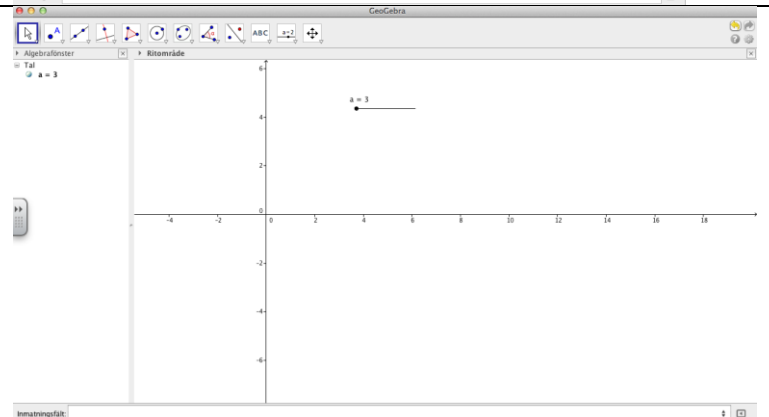 GeoGebra
A
α
ABC
a=2
Algebrafönster
Ritområde
Tal
a = 3
a = 3
6
4
2
0
-4 -2 0 2 4 6 8 10 12 14 16 18
-2
-4
-6
Inmatningsfält: